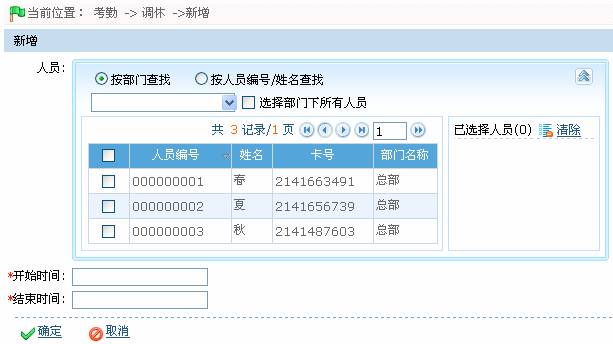 当前位置： 考勤 -> 调休 ->新增
新增
人员：
按部门查找 按人员编号/姓名查找
选择部门下所有人员
共 3 记录/1 页 1
已选择人员(0) 清除
人员编号 姓名 卡号 部门名称
000000001 春 2141663491 总部
000000002 夏 2141656739 总部
000000003 秋 2141487603 总部
*开始时间：
*结束时间：
确定 取消